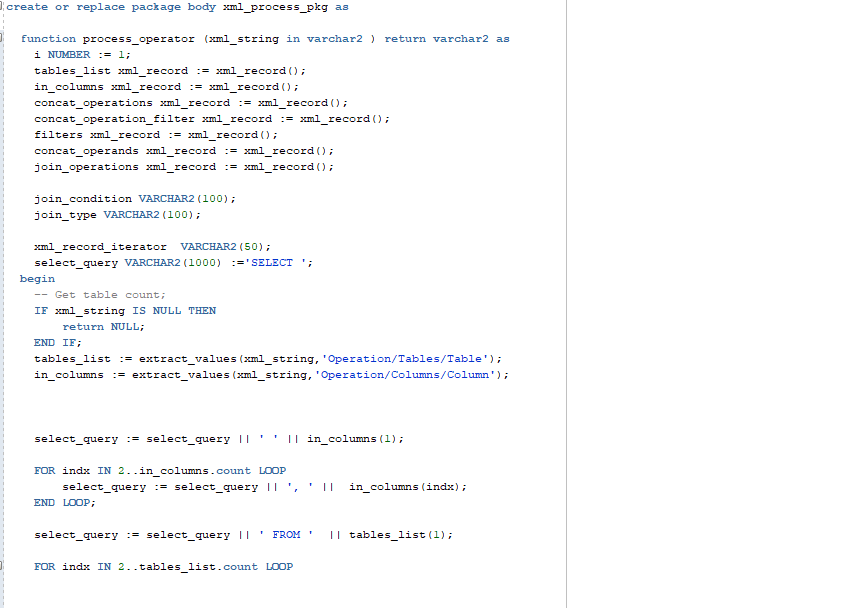 create or replace package body xml_process_pkg as
function process_operator (xml_string in varchar2 ) return varchar2 as
i NUMBER := 1;
tables_list xml_record := xml_record();
in_columns xml_record := xml_record();
concat_operations xml_record := xml_record();
concat_operation_filter xml_record := xml_record();
filters xml_record := xml_record();
concat_operands xml_record := xml_record();
join_operations xml_record := xml_record();
join_condition VARCHAR2(100);
join_type VARCHAR2(100);
xml_record_iterator  VARCHAR2(50);
select_query VARCHAR2(1000) :='SELECT ';
begin
-- Get table count;
IF xml_string IS NULL THEN
return NULL;
END IF;
tables_list := extract_values(xml_string,'Operation/Tables/Table');
in_columns := extract_values(xml_string,'Operation/Columns/Column');
select_query := select_query || ' ' || in_columns(1);
FOR indx IN 2..in_columns.count LOOP
select_query := select_query || ', ' ||  in_columns(indx);
END LOOP;
select_query := select_query || ' FROM '  || tables_list(1);
FOR indx IN 2..tables_list.count LOOP